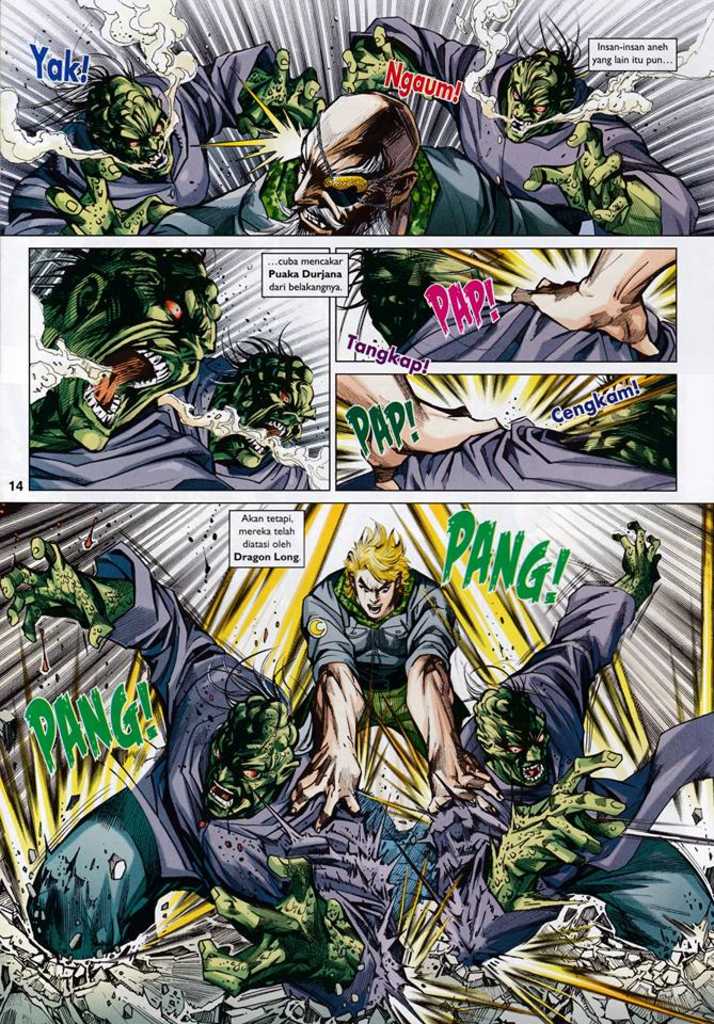 Yak!
Ngaum!
Insan-insan aneh
yang lain itu pun...
...cuba mencakar
Puaka Durjana
dari belakangnya.
PAP!
Tangkap!
PAP!
Cengkam!
14
Akan tetapi,
mereka telah
diatasi oleh
Dragon Long.
PANG!
PANG!